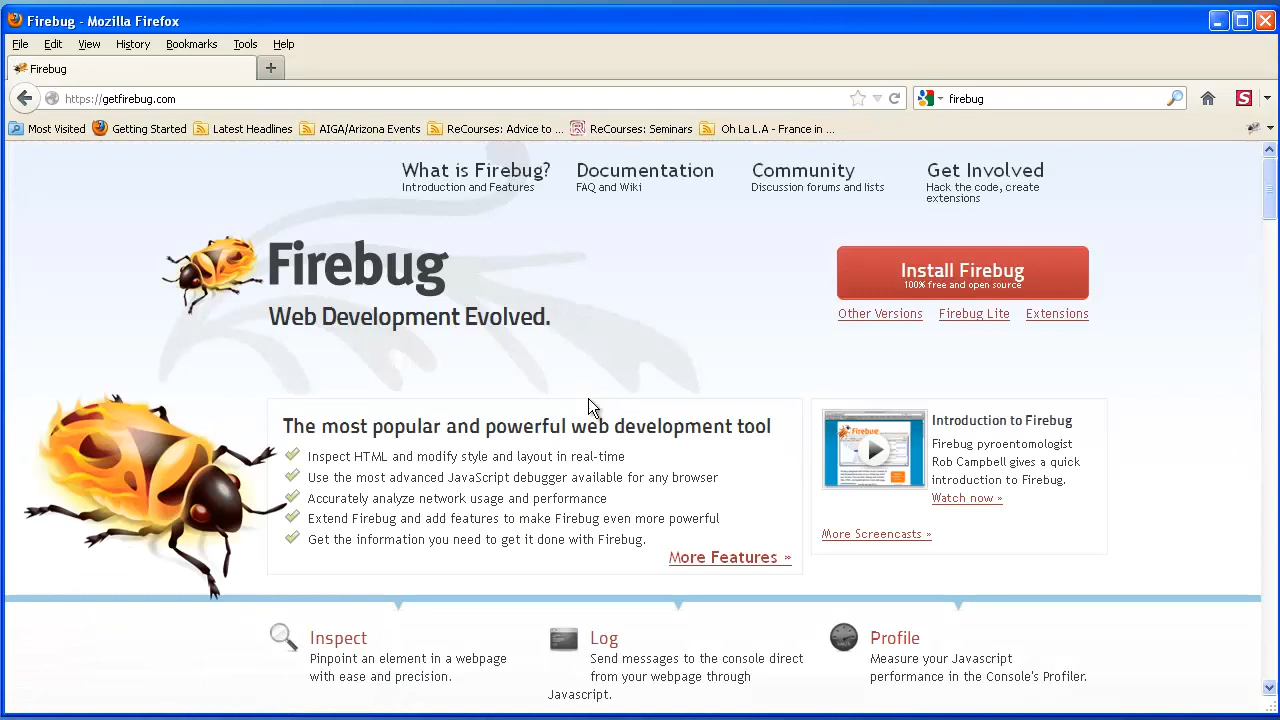 Firebug - Mozilla Firefox
File Edit View History Bookmarks Tools Help
Firebug
https://getfirebug.com
firebug
Most Visited Getting Started Latest Headlines AIGA/Arizona Events ReCourses: Advice to ... ReCourses: Seminars Oh La L.A - France in ...
What is Firebug? Documentation Community Get Involved
Introduction and Features FAQ and Wiki Discussion forums and lists Hack the code, create
extensions
Firebug
Web Development Evolved.
Install Firebug
100% free and open source
Other Versions Firebug Lite Extensions
The most popular and powerful web development tool
Inspect HTML and modify style and layout in real-time
Use the most advanced JavaScript debugger available for any browser
Accurately analyze network usage and performance
Extend Firebug and add features to make Firebug even more powerful
Get the information you need to get it done with Firebug.
More Features »
Introduction to Firebug
Firebug pyroentomologist
Rob Campbell gives a quick
introduction to Firebug.
Watch now »
More Screencasts »
Inspect
Pinpoint an element in a webpage
with ease and precision.
Log
Send messages to the console direct
from your webpage through
Javascript.
Profile
Measure your Javascript
performance in the Console's Profiler.